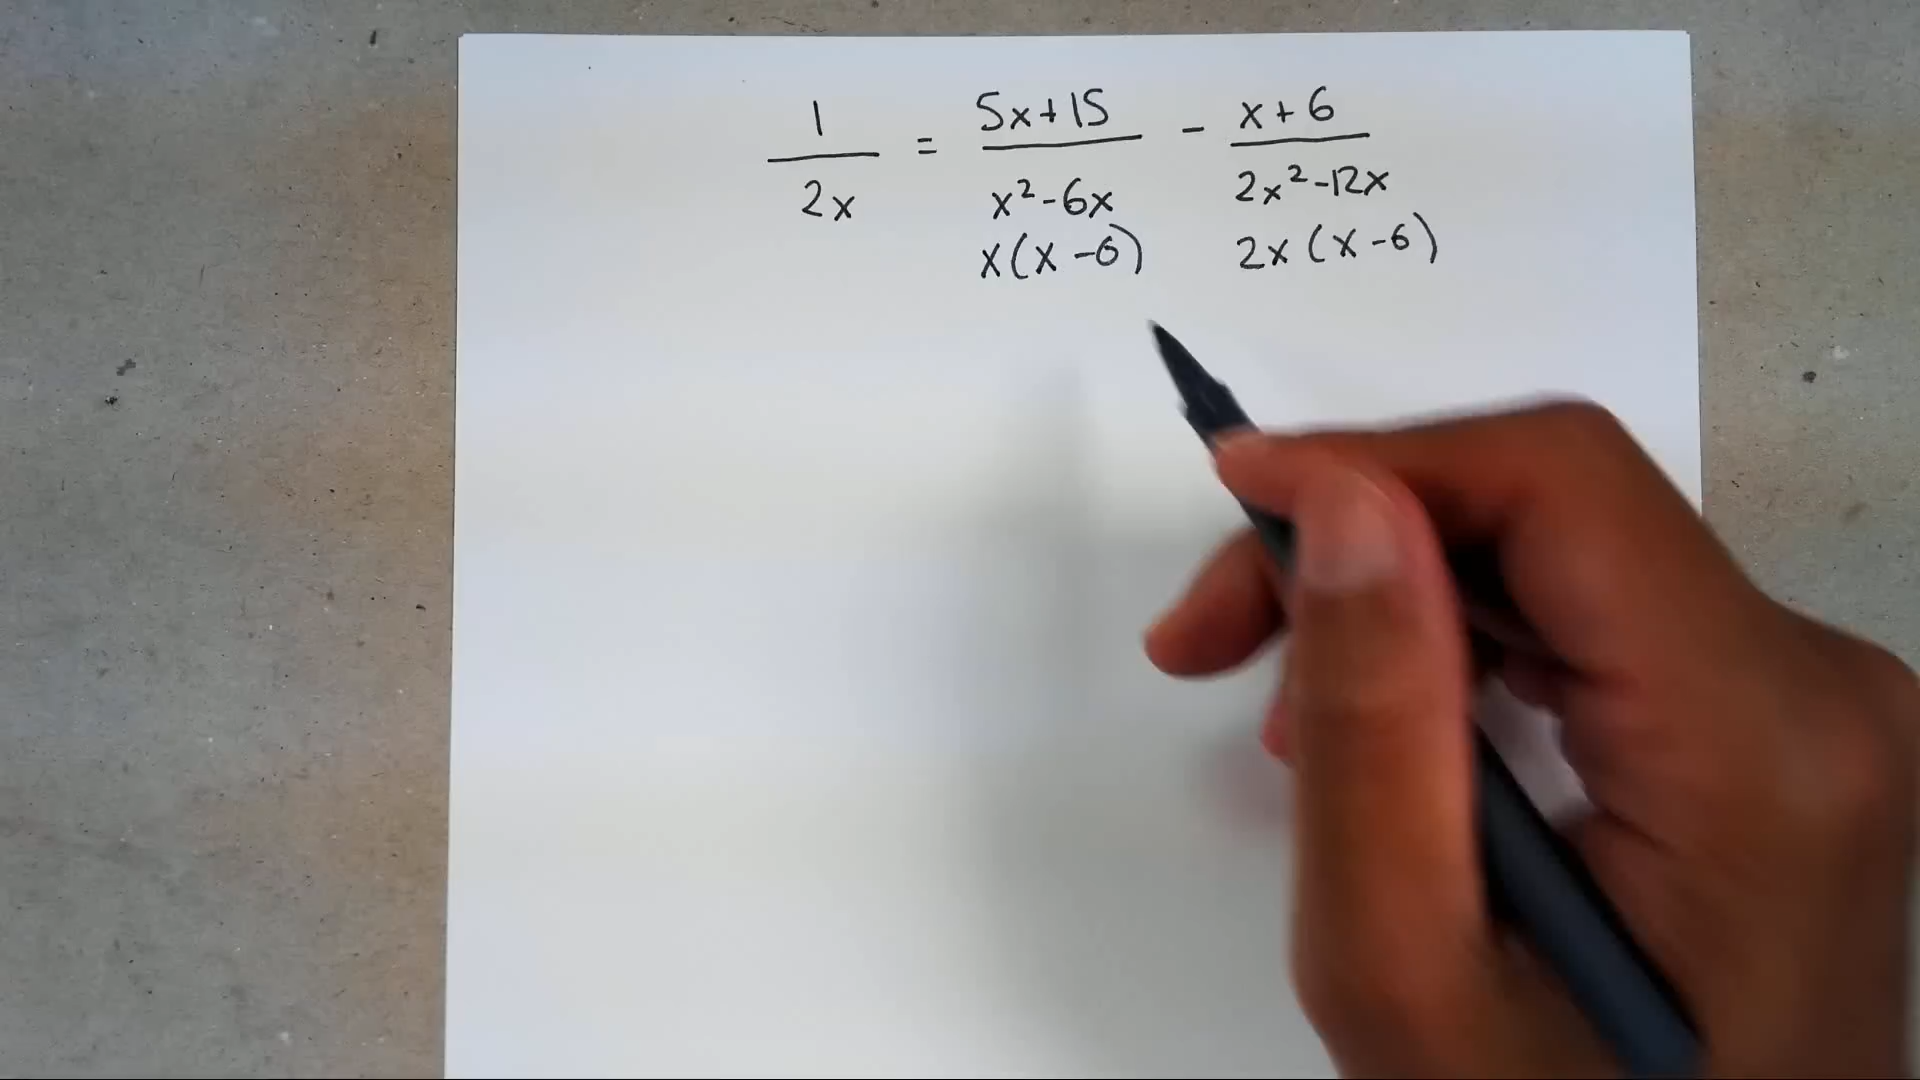 1/2x = 5x+15/x²-6x - x+6/2x²-12x
x(x-6) 2x(x-6)